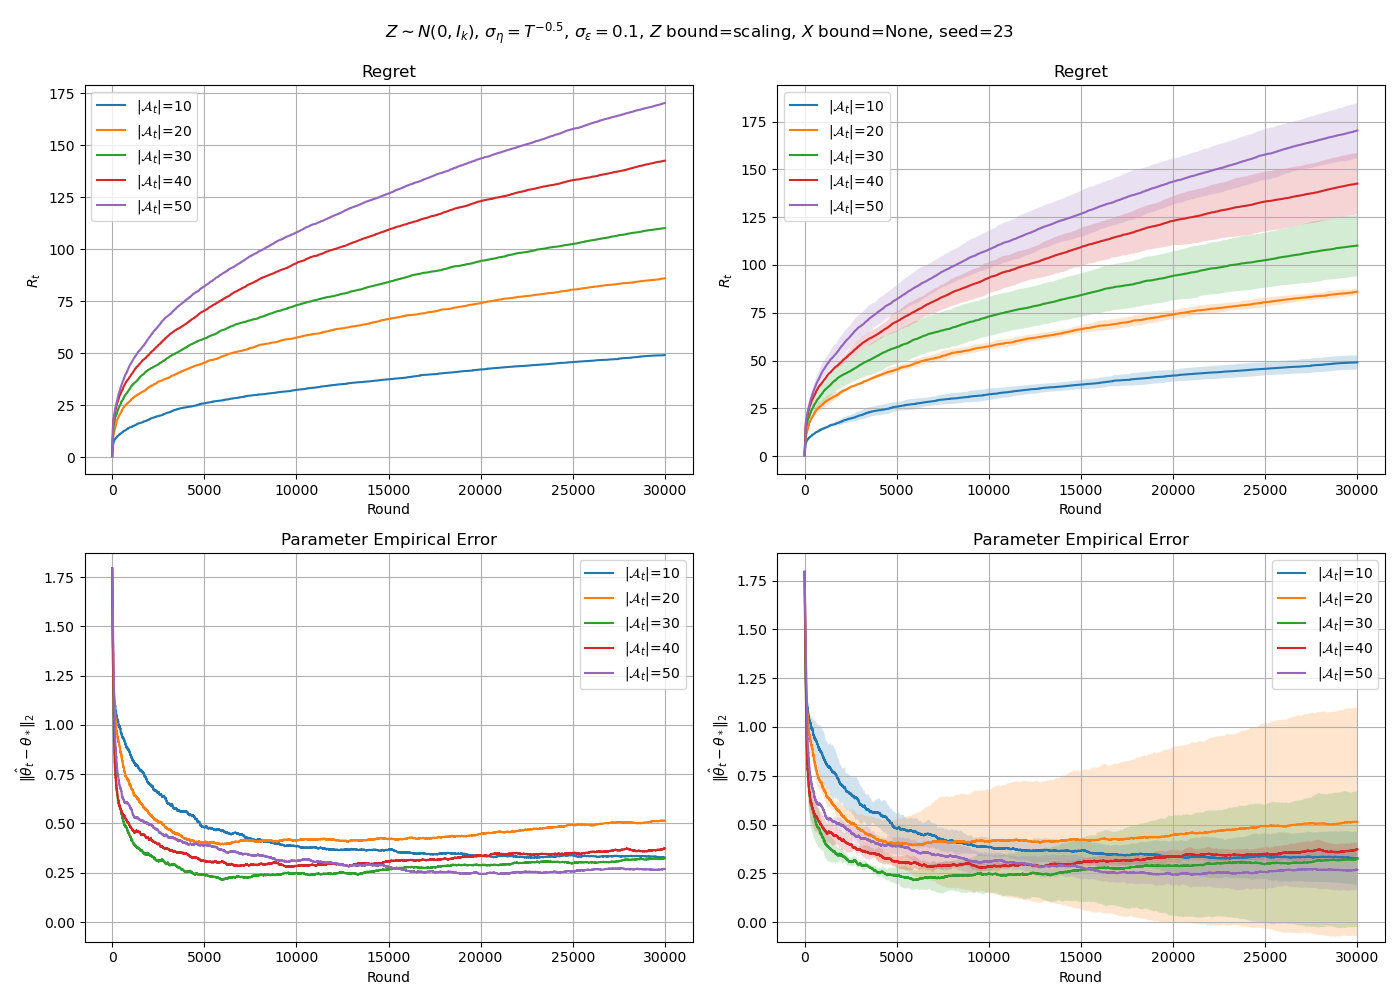 Z ∼ N(0, I_k), σ_η = T^{−0.5}, σ_ε = 0.1, Z bound=scaling, X bound=None, seed=23
Regret
175
150
125
100
75
50
25
0
R_t
|𝒜_t|=10
|𝒜_t|=20
|𝒜_t|=30
|𝒜_t|=40
|𝒜_t|=50
0 5000 10000 15000 20000 25000 30000
Round
Regret
175
150
125
100
75
50
25
0
R_t
|𝒜_t|=10
|𝒜_t|=20
|𝒜_t|=30
|𝒜_t|=40
|𝒜_t|=50
0 5000 10000 15000 20000 25000 30000
Round
Parameter Empirical Error
1.75
1.50
1.25
1.00
0.75
0.50
0.25
0.00
‖θ̂_t − θ_*‖_2
|𝒜_t|=10
|𝒜_t|=20
|𝒜_t|=30
|𝒜_t|=40
|𝒜_t|=50
0 5000 10000 15000 20000 25000 30000
Round
Parameter Empirical Error
1.75
1.50
1.25
1.00
0.75
0.50
0.25
0.00
‖θ̂_t − θ_*‖_2
|𝒜_t|=10
|𝒜_t|=20
|𝒜_t|=30
|𝒜_t|=40
|𝒜_t|=50
0 5000 10000 15000 20000 25000 30000
Round